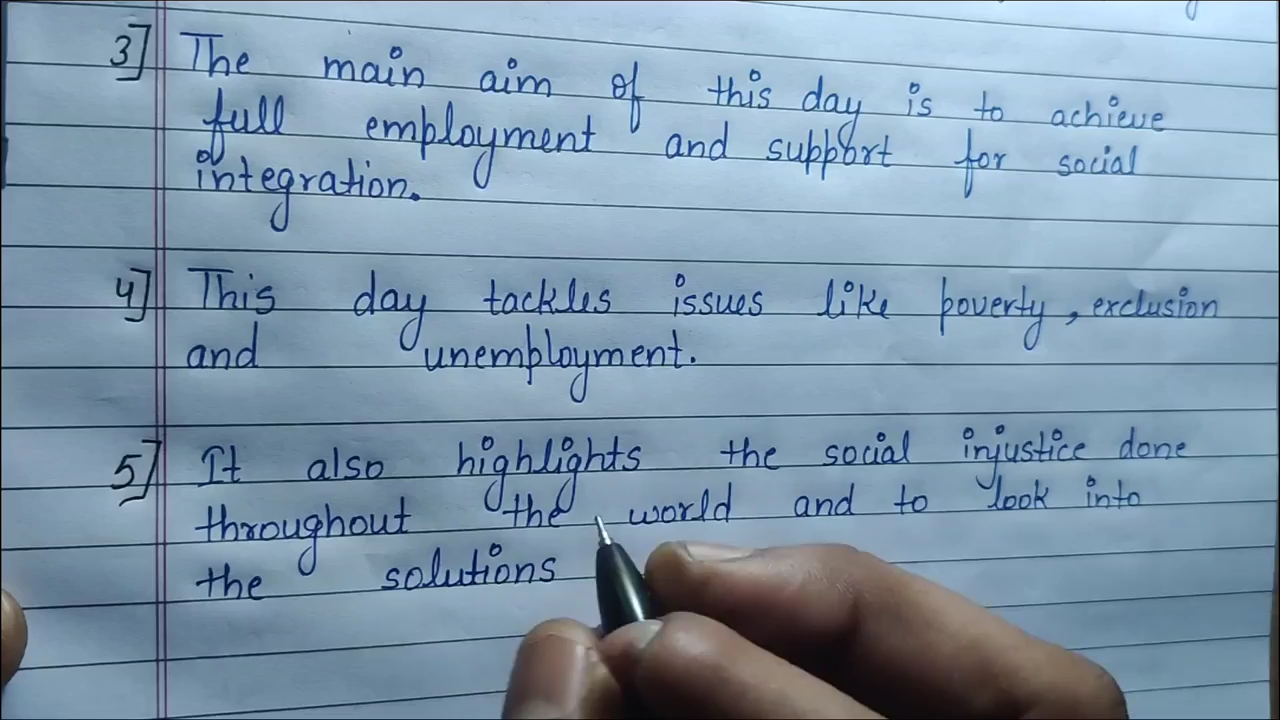 3] The main aim of this day is to achieve
full employment and support for social
integration.
4] This day tackles issues like poverty, exclusion
and unemployment.
5] It also highlights the social injustice done
throughout the world and to look into
the solutions